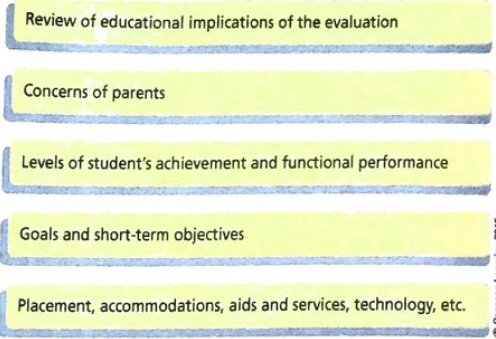 Review of educational implications of the evaluation
Concerns of parents
Levels of student's achievement and functional performance
Goals and short-term objectives
Placement, accommodations, aids and services, technology, etc.